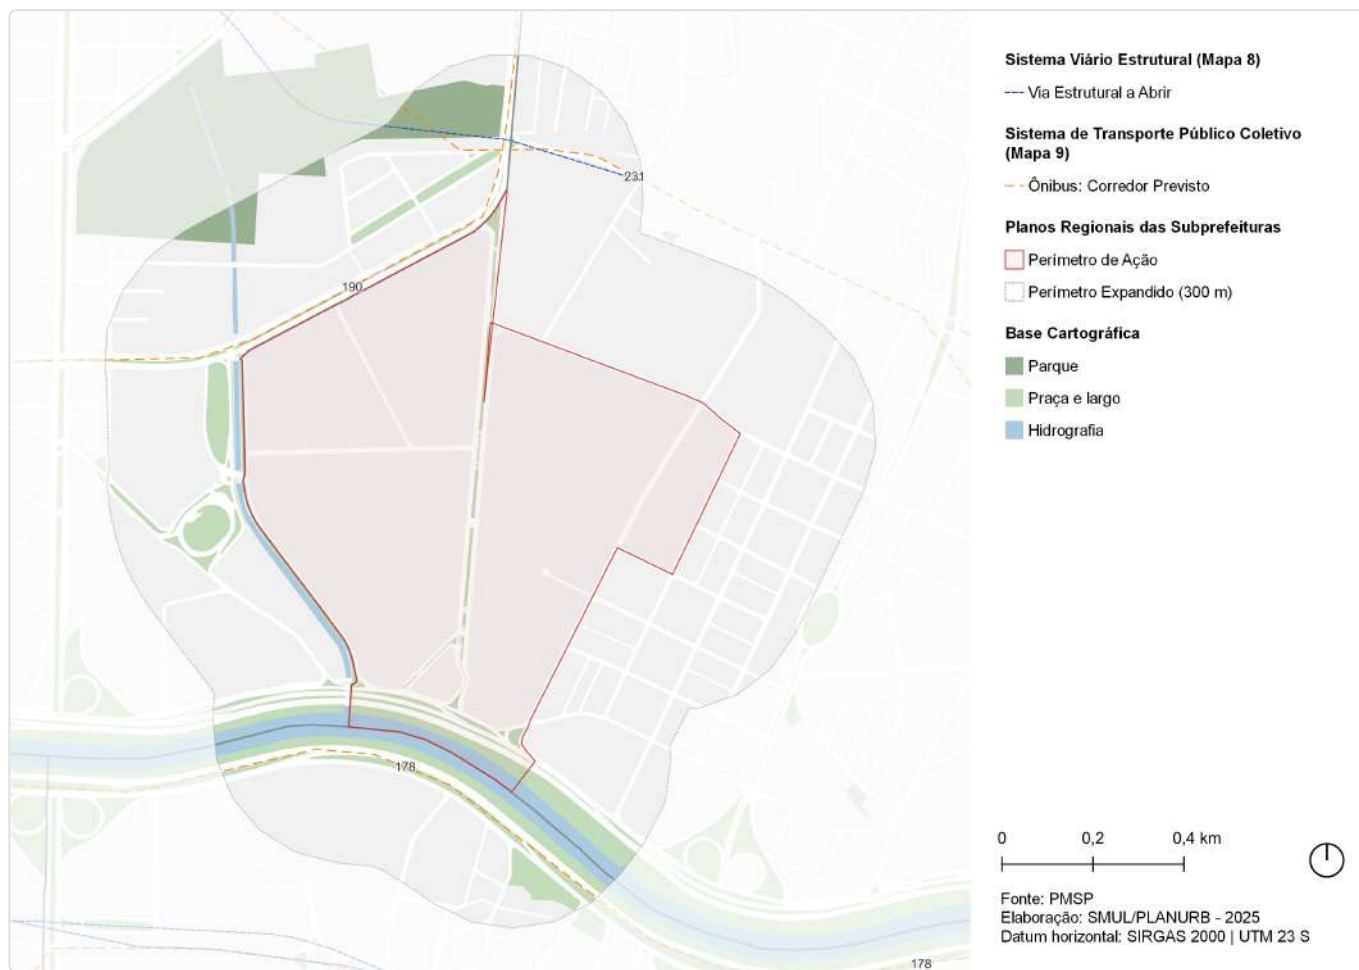 Sistema Viário Estrutural (Mapa 8)
Via Estrutural a Abrir
Sistema de Transporte Público Coletivo
(Mapa 9)
Ônibus: Corredor Previsto
Planos Regionais das Subprefeituras
Perímetro de Ação
Perímetro Expandido (300 m)
Base Cartográfica
Parque
Praça e largo
Hidrografia
231
190
178
178
0 0,2 0,4 km
Fonte: PMSP
Elaboração: SMUL/PLANURB - 2025
Datum horizontal: SIRGAS 2000 | UTM 23 S